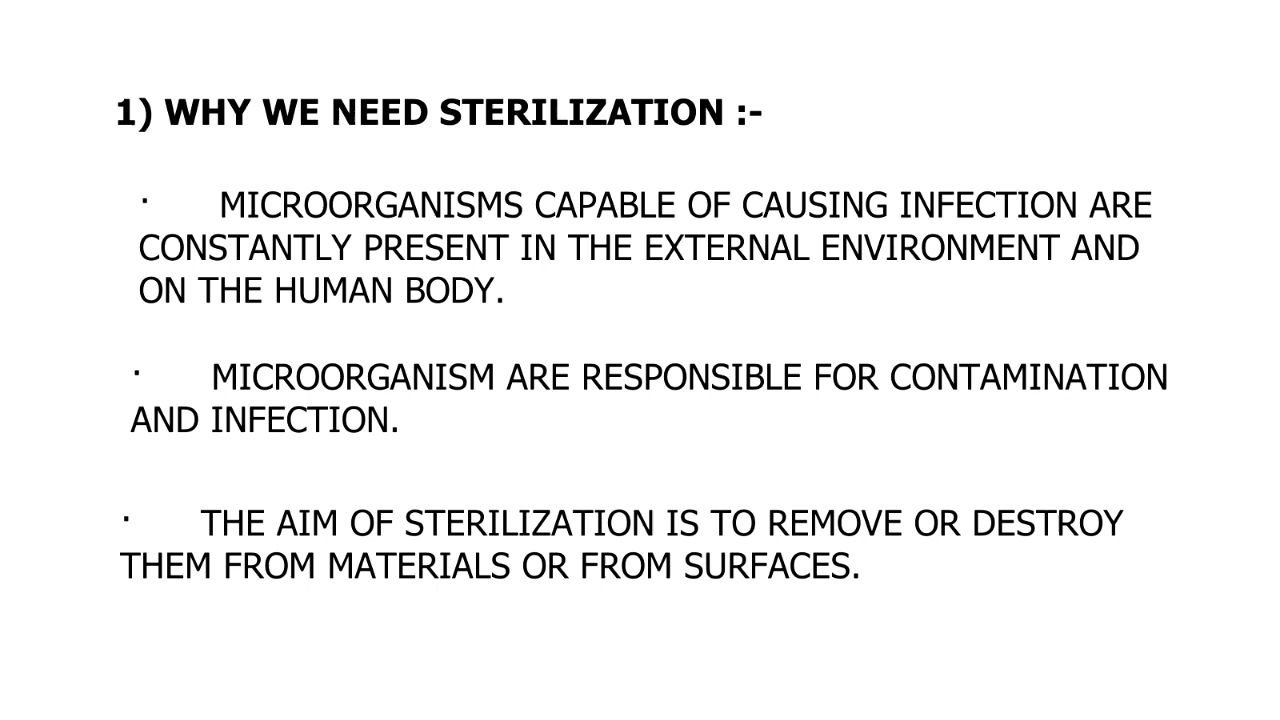 1) WHY WE NEED STERILIZATION :-
· MICROORGANISMS CAPABLE OF CAUSING INFECTION ARE
CONSTANTLY PRESENT IN THE EXTERNAL ENVIRONMENT AND
ON THE HUMAN BODY.
· MICROORGANISM ARE RESPONSIBLE FOR CONTAMINATION
AND INFECTION.
· THE AIM OF STERILIZATION IS TO REMOVE OR DESTROY
THEM FROM MATERIALS OR FROM SURFACES.